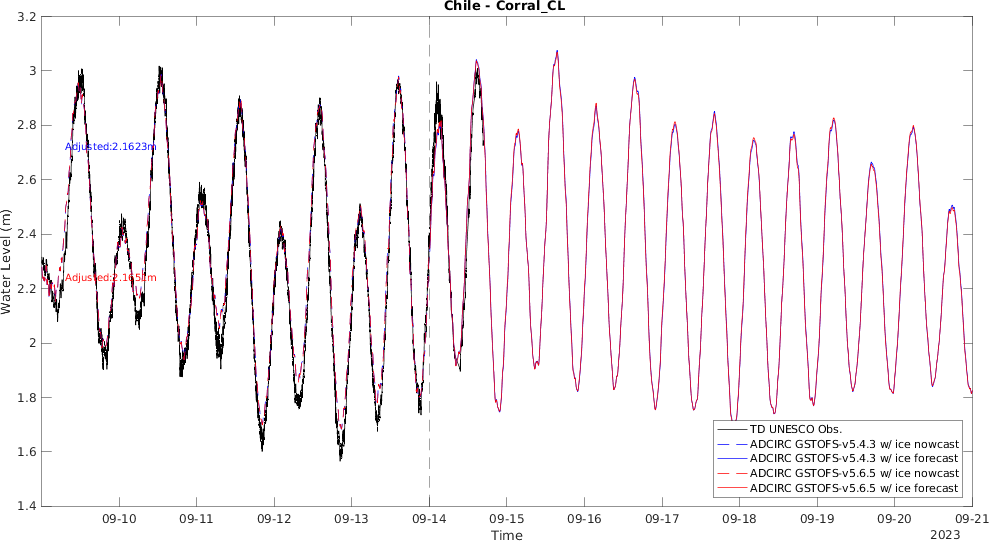 Chile - Corral_CL
3.2
3
2.8
2.6
2.4
2.2
2
1.8
1.6
1.4
Water Level (m)
Adjusted:2.1623m
TD UNESCO Obs.
ADCIRC GSTOFS-v5.4.3 w/ ice nowcast
ADCIRC GSTOFS-v5.4.3 w/ ice forecast
ADCIRC GSTOFS-v5.6.5 w/ ice nowcast
ADCIRC GSTOFS-v5.6.5 w/ ice forecast
09-10 09-11 09-12 09-13 09-14 09-15 09-16 09-17 09-18 09-19 09-20 09-21
Time
2023